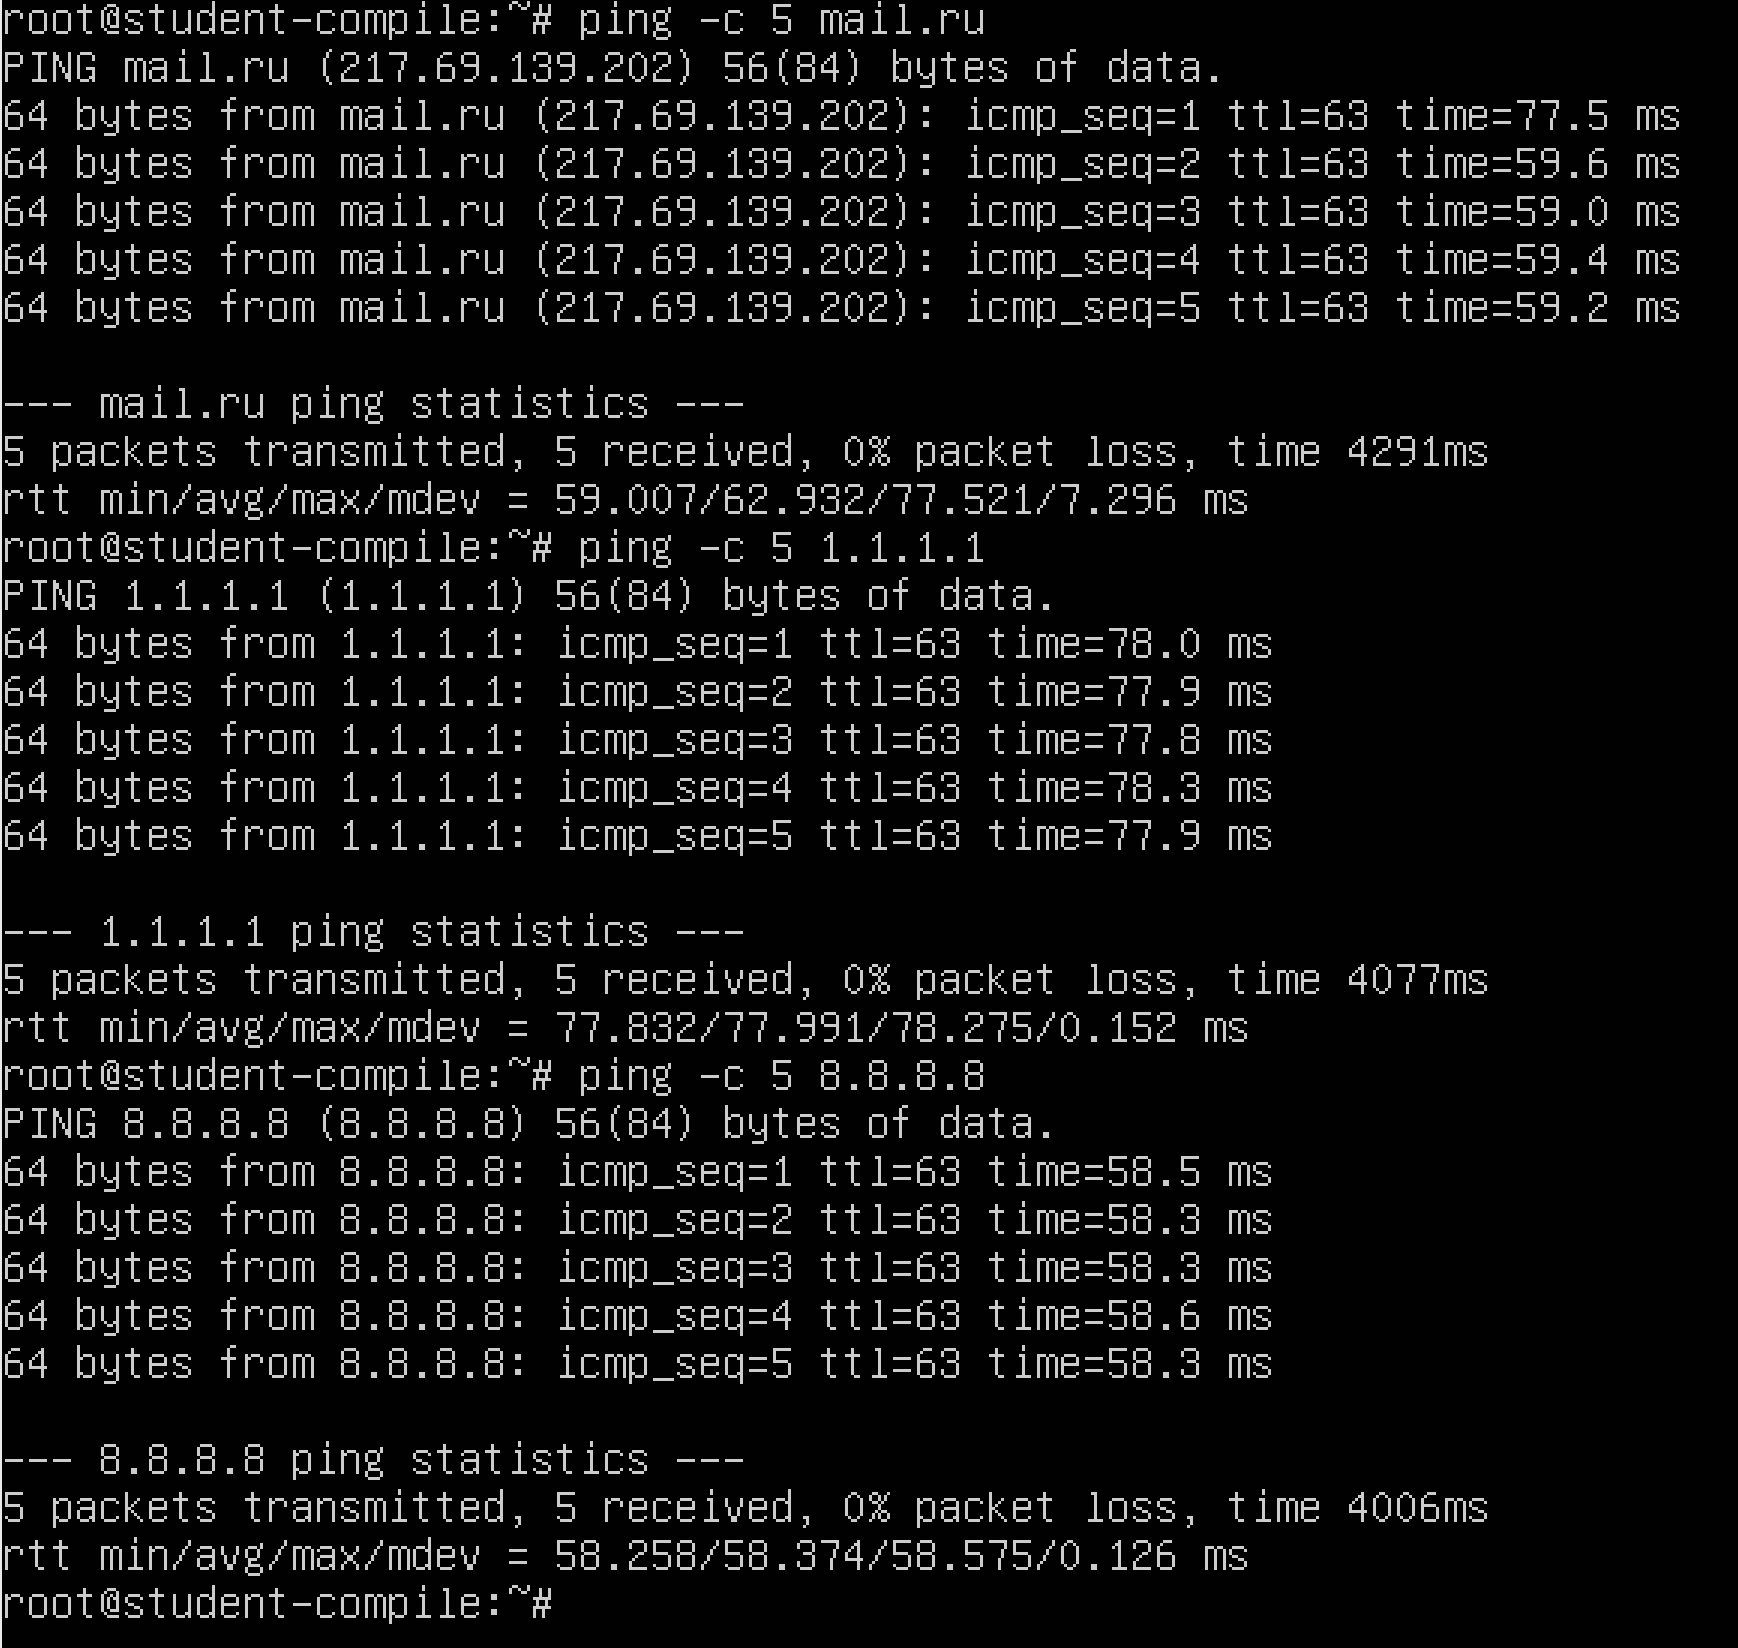 root@student-compile:~# ping -c 5 mail.ru
PING mail.ru (217.69.139.202) 56(84) bytes of data.
64 bytes from mail.ru (217.69.139.202): icmp_seq=1 ttl=63 time=77.5 ms
64 bytes from mail.ru (217.69.139.202): icmp_seq=2 ttl=63 time=59.6 ms
64 bytes from mail.ru (217.69.139.202): icmp_seq=3 ttl=63 time=59.0 ms
64 bytes from mail.ru (217.69.139.202): icmp_seq=4 ttl=63 time=59.4 ms
64 bytes from mail.ru (217.69.139.202): icmp_seq=5 ttl=63 time=59.2 ms

--- mail.ru ping statistics ---
5 packets transmitted, 5 received, 0% packet loss, time 4291ms
rtt min/avg/max/mdev = 59.007/62.932/77.521/7.296 ms
root@student-compile:~# ping -c 5 1.1.1.1
PING 1.1.1.1 (1.1.1.1) 56(84) bytes of data.
64 bytes from 1.1.1.1: icmp_seq=1 ttl=63 time=78.0 ms
64 bytes from 1.1.1.1: icmp_seq=2 ttl=63 time=77.9 ms
64 bytes from 1.1.1.1: icmp_seq=3 ttl=63 time=77.8 ms
64 bytes from 1.1.1.1: icmp_seq=4 ttl=63 time=78.3 ms
64 bytes from 1.1.1.1: icmp_seq=5 ttl=63 time=77.9 ms

--- 1.1.1.1 ping statistics ---
5 packets transmitted, 5 received, 0% packet loss, time 4077ms
rtt min/avg/max/mdev = 77.832/77.991/78.275/0.152 ms
root@student-compile:~# ping -c 5 8.8.8.8
PING 8.8.8.8 (8.8.8.8) 56(84) bytes of data.
64 bytes from 8.8.8.8: icmp_seq=1 ttl=63 time=58.5 ms
64 bytes from 8.8.8.8: icmp_seq=2 ttl=63 time=58.3 ms
64 bytes from 8.8.8.8: icmp_seq=3 ttl=63 time=58.3 ms
64 bytes from 8.8.8.8: icmp_seq=4 ttl=63 time=58.6 ms
64 bytes from 8.8.8.8: icmp_seq=5 ttl=63 time=58.3 ms

--- 8.8.8.8 ping statistics ---
5 packets transmitted, 5 received, 0% packet loss, time 4006ms
rtt min/avg/max/mdev = 58.258/58.374/58.575/0.126 ms
root@student-compile:~#